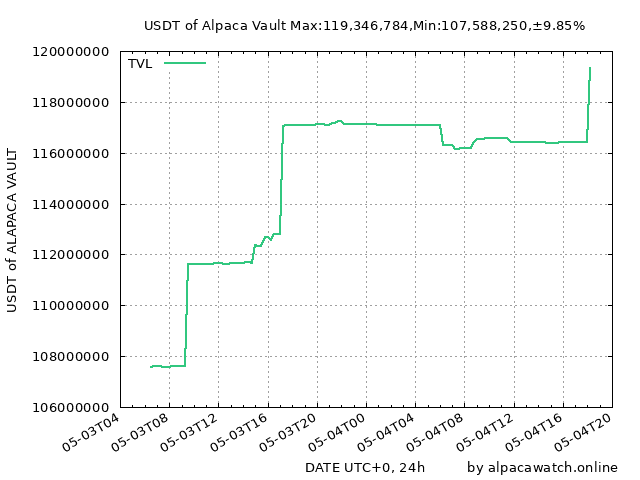 USDT of Alpaca Vault Max:119,346,784,Min:107,588,250,±9.85%
TVL
120000000
118000000
116000000
114000000
112000000
110000000
108000000
106000000
USDT of ALAPACA VAULT
05-03T04
05-03T08
05-03T12
05-03T16
05-03T20
05-04T00
05-04T04
05-04T08
05-04T12
05-04T16
05-04T20
DATE UTC+0, 24h
by alpacawatch.online